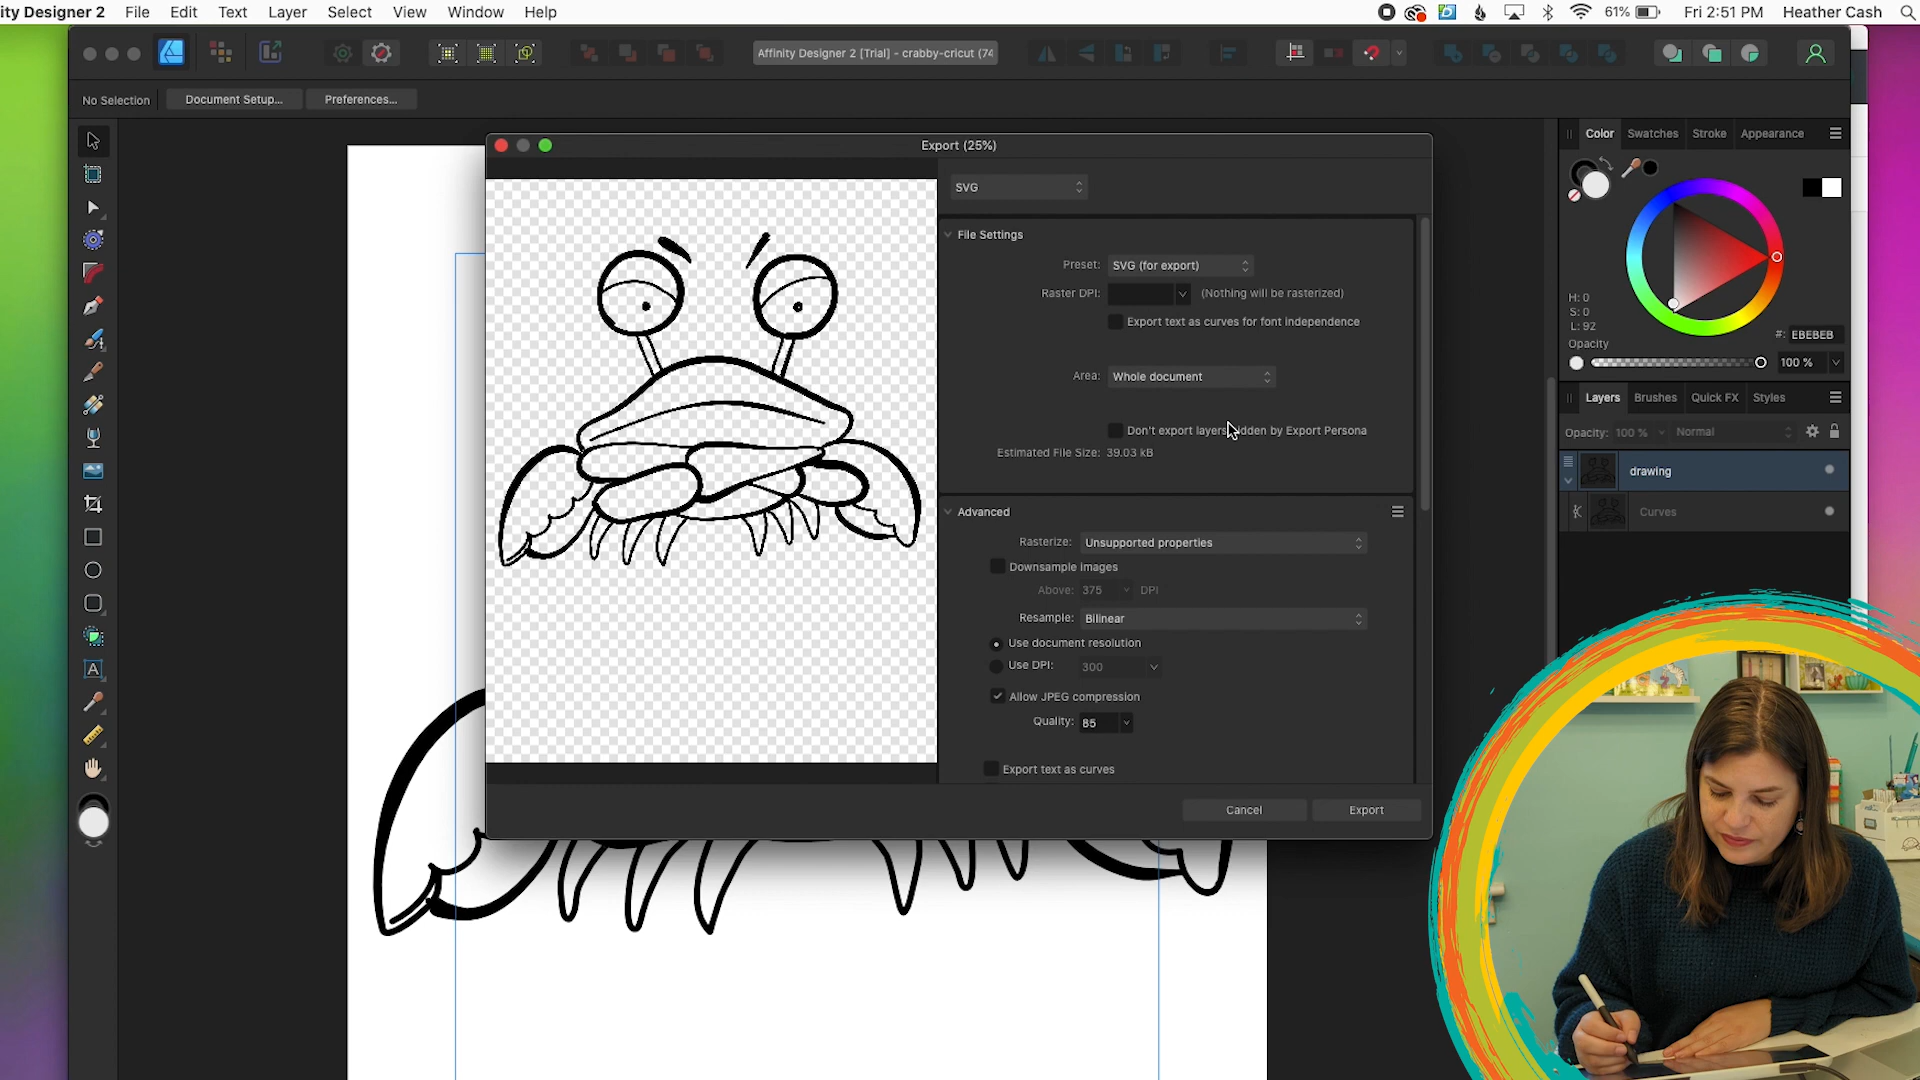 ity Designer 2 File Edit Text Layer Select View Window Help 61% Fri 2:51 PM Heather Cash
Affinity Designer 2 [Trial] - crabby-cricut (74
No Selection Document Setup... Preferences...
Export (25%)
SVG
File Settings
Preset: SVG (for export)
Raster DPI: (Nothing will be rasterized)
Export text as curves for font independence
Area: Whole document
Don't export layers hidden by Export Persona
Estimated File Size: 39.03 kB
Advanced
Rasterize: Unsupported properties
Downsample images
Above: 375 DPI
Resample: Bilinear
Use document resolution
Use DPI: 300
Allow JPEG compression
Quality: 85
Export text as curves
Cancel Export
Color Swatches Stroke Appearance
H: 0
S: 0
L: 92
#: EBEBEB
Opacity
100 %
Layers Brushes Quick FX Styles
Opacity: 100 % Normal
drawing
Curves
A